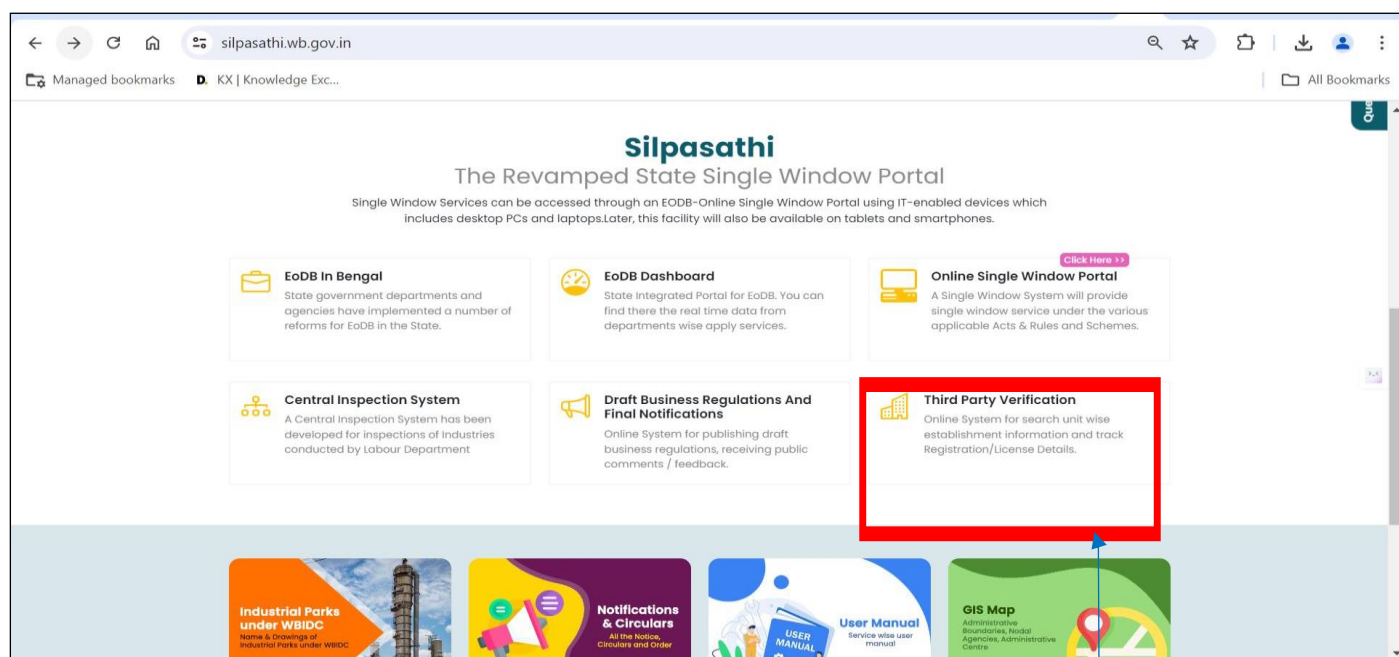 silpasathi.wb.gov.in
Managed bookmarks
D. KX | Knowledge Exc...
All Bookmarks
Que
Silpasathi
The Revamped State Single Window Portal
Single Window Services can be accessed through an EODB-Online Single Window Portal using IT-enabled devices which
includes desktop PCs and laptops.Later, this facility will also be available on tablets and smartphones.
EoDB In Bengal
State government departments and
agencies have implemented a number of
reforms for EoDB in the State.
EoDB Dashboard
State Integrated Portal for EoDB. You can
find there the real time data from
departments wise apply services.
Click Here >>
Online Single Window Portal
A Single Window System will provide
single window service under the various
applicable Acts & Rules and Schemes.
Central Inspection System
A Central Inspection System has been
developed for inspections of Industries
conducted by Labour Department
Draft Business Regulations And
Final Notifications
Online System for publishing draft
business regulations, receiving public
comments / feedback.
Third Party Verification
Online System for search unit wise
establishment information and track
Registration/License Details.
Industrial Parks
under WBIDC
Name & Drawings of
Industrial Parks under WBIDC
Notifications
& Circulars
All the Notice,
Circulars and Order
USER
MANUAL
User Manual
Service wise user
manual
GIS Map
Administrative
Boundaries, Nodal
Agencies, Administrative
Centre